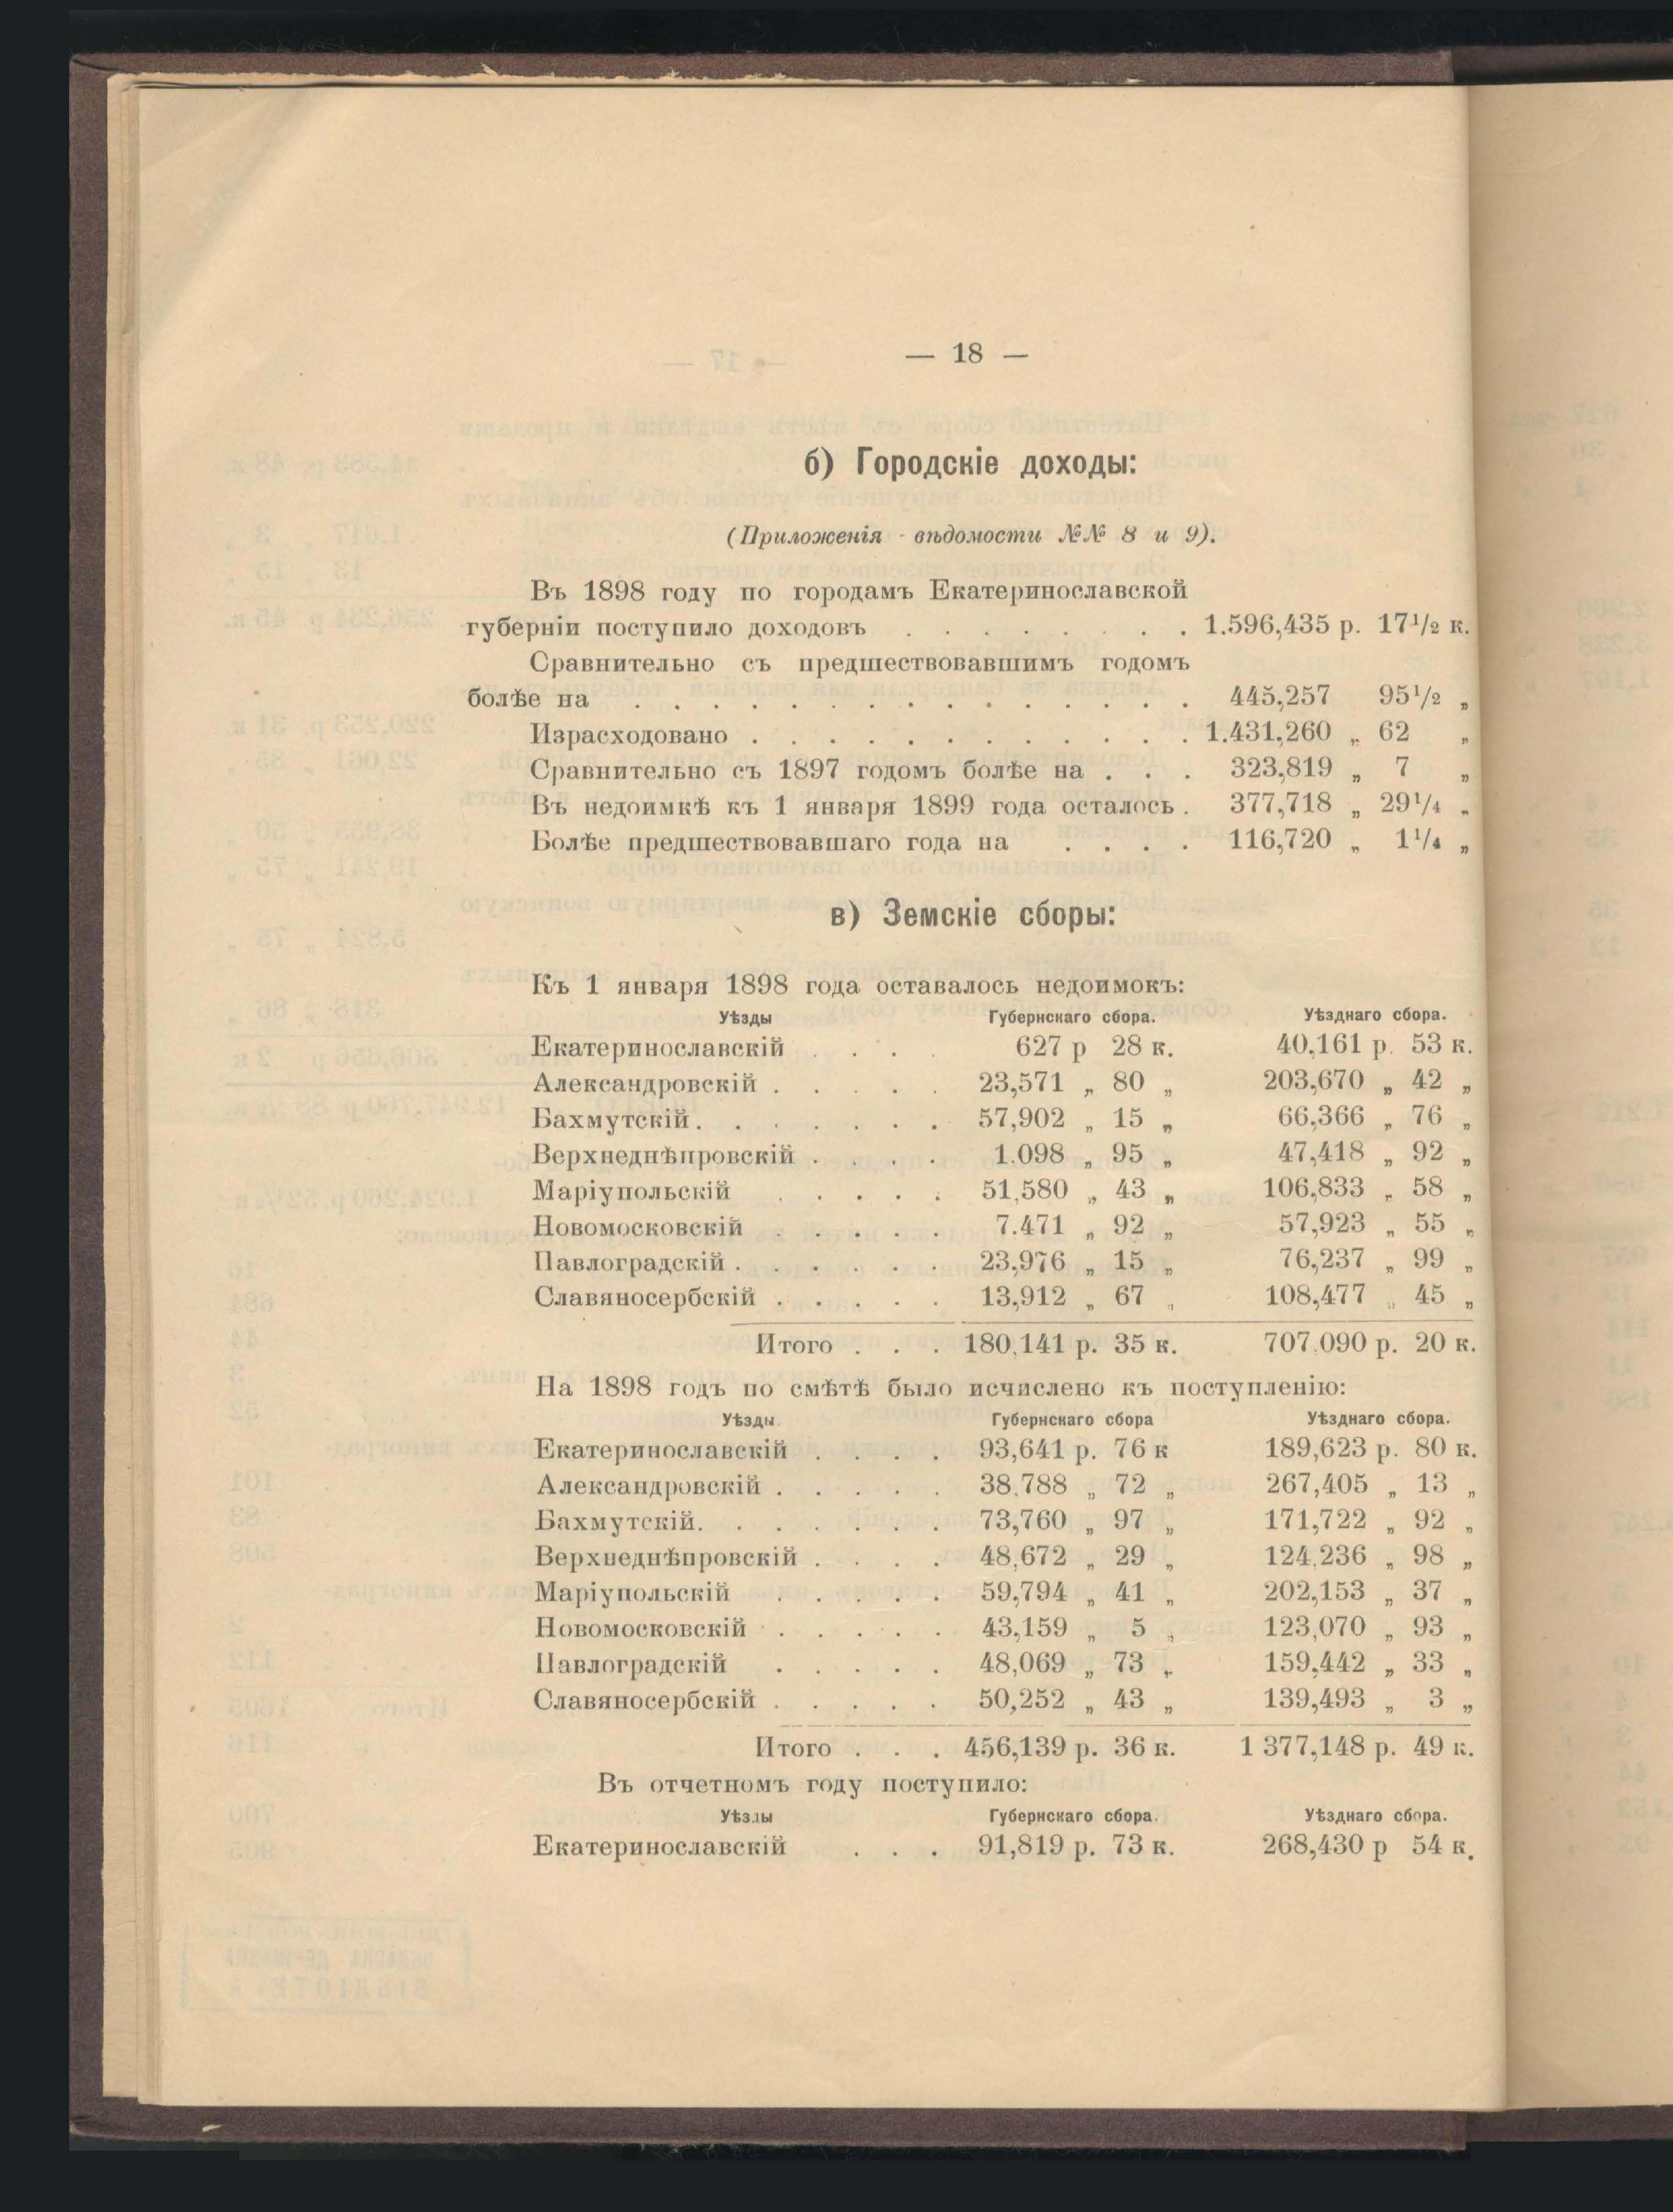 — 18 —
б) Городскіе доходы:
(Приложенія - вѣдомости №№ 8 и 9).
Въ 1898 году по городамъ Екатеринославской
губерніи поступило доходовъ . . . . . . . . 1.596,435 р. 17¹/₂ к.
Сравнительно съ предшествовавшимъ годомъ
болѣе на . . . . . . . . . . . . . . . 445,257 95¹/₂ „
Израсходовано . . . . . . . . . . . . 1.431,260 „ 62 „
Сравнительно съ 1897 годомъ болѣе на . . . 323,819 „ 7 „
Въ недоимкѣ къ 1 января 1899 года осталось . 377,718 „ 29¹/₄ „
Болѣе предшествовавшаго года на . . . . 116,720 „ 1¹/₄ „
в) Земскіе сборы:
Къ 1 января 1898 года оставалось недоимокъ:
Уѣзды Губернскаго сбора. Уѣзднаго сбора.
Екатеринославскій . . . . 627 р 28 к. 40,161 р. 53 к.
Александровскій . . . . . 23,571 „ 80 „ 203,670 „ 42 „
Бахмутскій . . . . . . . 57,902 „ 15 „ 66,366 „ 76 „
Верхнеднѣпровскій . . . . 1.098 „ 95 „ 47,418 „ 92 „
Маріупольскій . . . . . 51,580 „ 43 „ 106,833 „ 58 „
Новомосковскій . . . . . 7.471 „ 92 „ 57,923 „ 55 „
Павлоградскій . . . . . . 23,976 „ 15 „ 76,237 „ 99 „
Славяносербскій . . . . . 13,912 „ 67 „ 108,477 „ 45 „
Итого . . . 180,141 р. 35 к. 707,090 р. 20 к.
На 1898 годъ по смѣтѣ было исчислено къ поступленію:
Уѣзды Губернскаго сбора Уѣзднаго сбора.
Екатеринославскій . . . . 93,641 р. 76 к 189,623 р. 80 к.
Александровскій . . . . . 38.788 „ 72 „ 267,405 „ 13 „
Бахмутскій . . . . . . . 73,760 „ 97 „ 171,722 „ 92 „
Верхнеднѣпровскій . . . . 48,672 „ 29 „ 124,236 „ 98 „
Маріупольскій . . . . . 59,794 „ 41 „ 202,153 „ 37 „
Новомосковскій . . . . . 43,159 „ 5 „ 123,070 „ 93 „
Павлоградскій . . . . . 48,069 „ 73 „ 159,442 „ 33 „
Славяносербскій . . . . . 50,252 „ 43 „ 139,493 „ 3 „
Итого . . . 456,139 р. 36 к. 1 377,148 р. 49 к.
Въ отчетномъ году поступило:
Уѣзды Губернскаго сбора. Уѣзднаго сбора.
Екатеринославскій . . . 91,819 р. 73 к. 268,430 р 54 к.